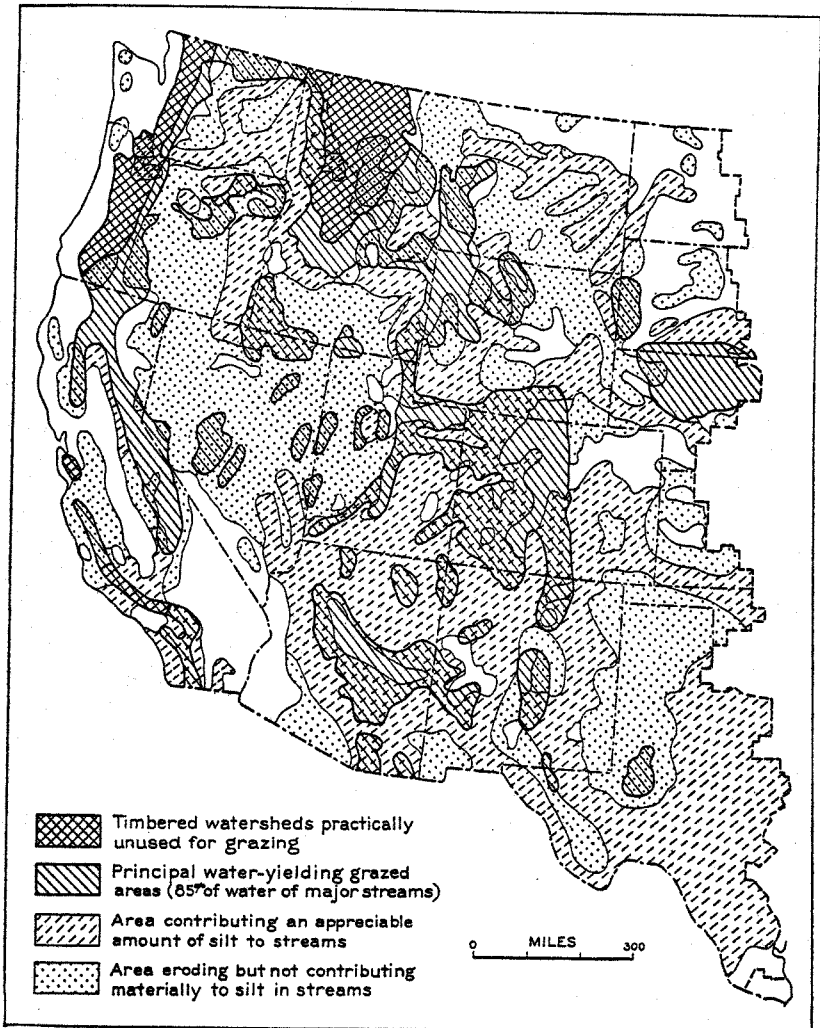 Timbered watersheds practically
unused for grazing
Principal water-yielding grazed
areas (85% of water of major streams)
Area contributing an appreciable
amount of silt to streams
0 MILES 300
Area eroding but not contributing
materially to silt in streams